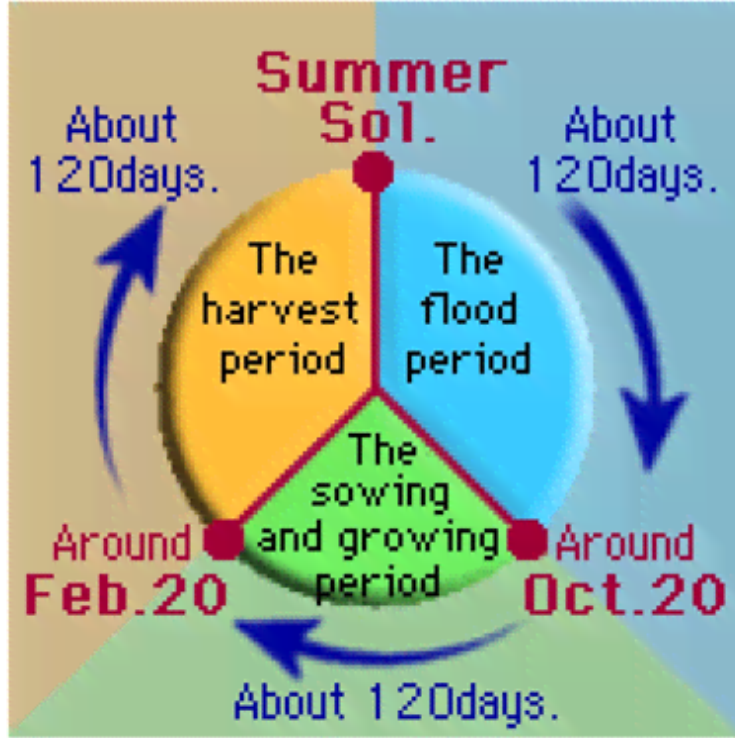 Summer
Sol.
About
120days.
About
120days.
The
harvest
period
The
flood
period
The
sowing
and growing
period
Around
Feb.20
Around
Oct.20
About 120days.